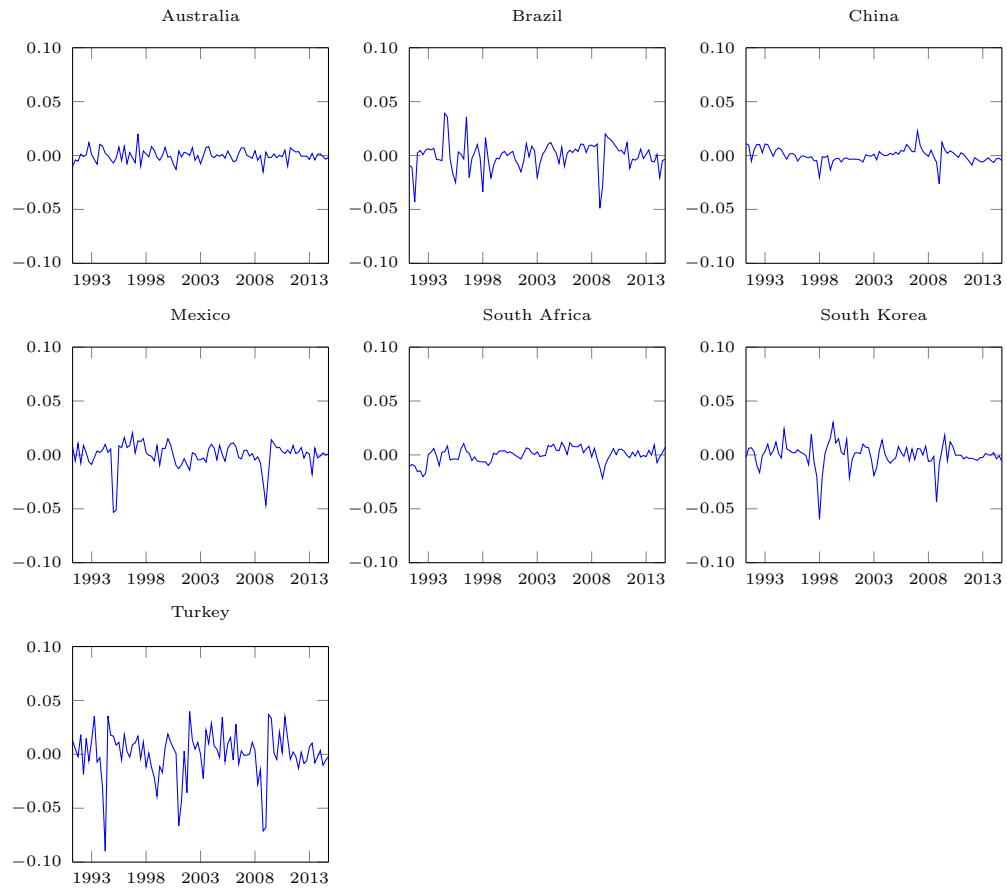 Australia Brazil China
0.10 0.10 0.10
0.05 0.05 0.05
0.00 0.00 0.00
−0.05 −0.05 −0.05
−0.10 −0.10 −0.10
1993 1998 2003 2008 2013 1993 1998 2003 2008 2013 1993 1998 2003 2008 2013
Mexico South Africa South Korea
0.10 0.10 0.10
0.05 0.05 0.05
0.00 0.00 0.00
−0.05 −0.05 −0.05
−0.10 −0.10 −0.10
1993 1998 2003 2008 2013 1993 1998 2003 2008 2013 1993 1998 2003 2008 2013
Turkey
0.10
0.05
0.00
−0.05
−0.10
1993 1998 2003 2008 2013